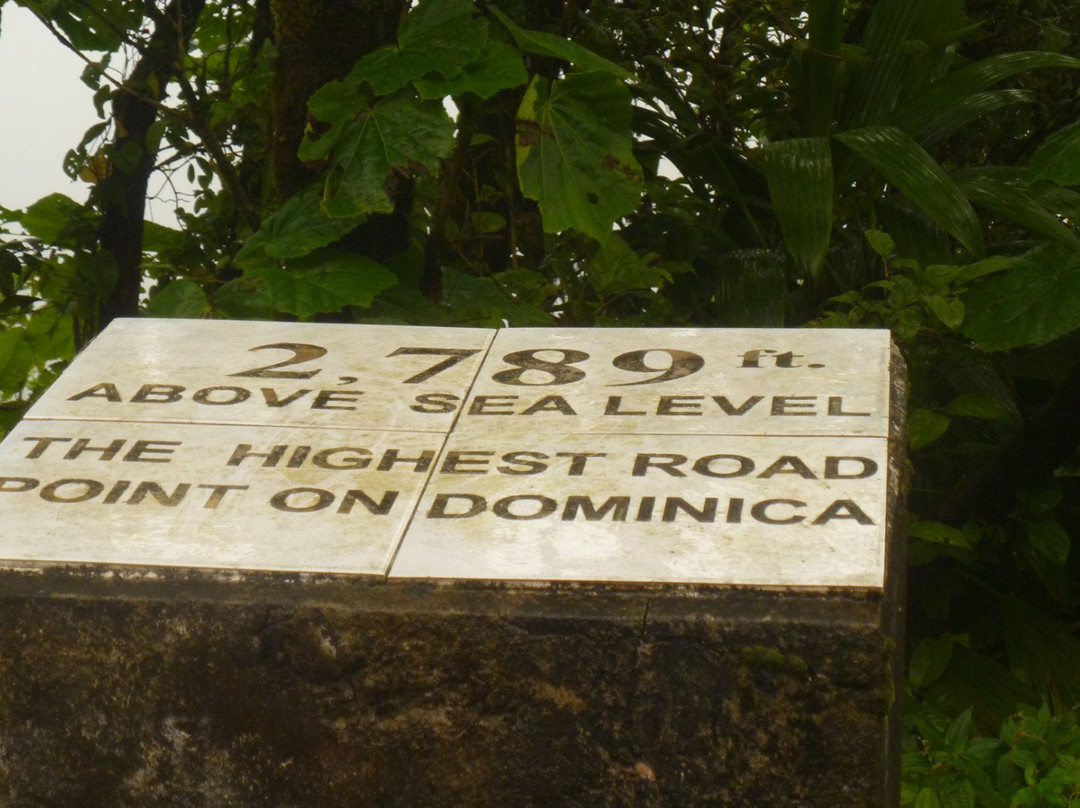 2,789 ft.
ABOVE SEA LEVEL
THE HIGHEST ROAD
POINT ON DOMINICA